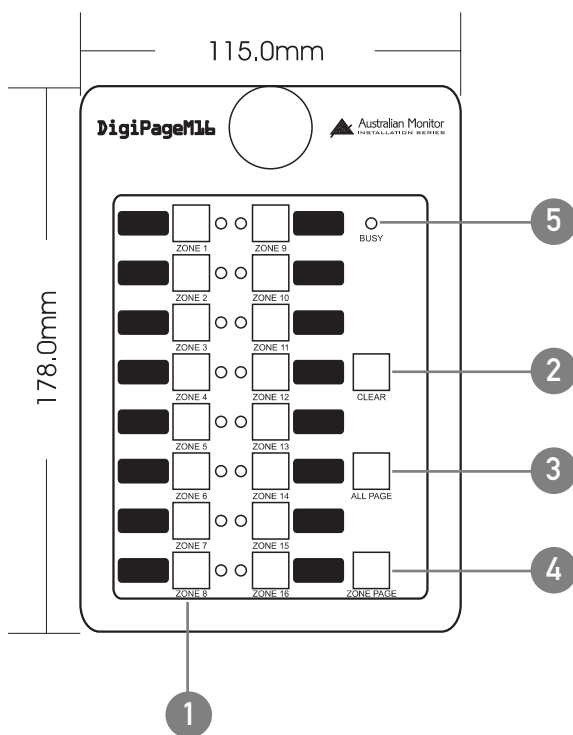 115.0mm
DigiPageM16
Australian Monitor
INSTALLATION SERIES
178.0mm
5
BUSY
ZONE 1 ZONE 9
ZONE 2 ZONE 10
ZONE 3 ZONE 11
2
ZONE 4 ZONE 12 CLEAR
ZONE 5 ZONE 13
3
ZONE 6 ZONE 14 ALL PAGE
ZONE 7 ZONE 15
4
ZONE 8 ZONE 16 ZONE PAGE
1